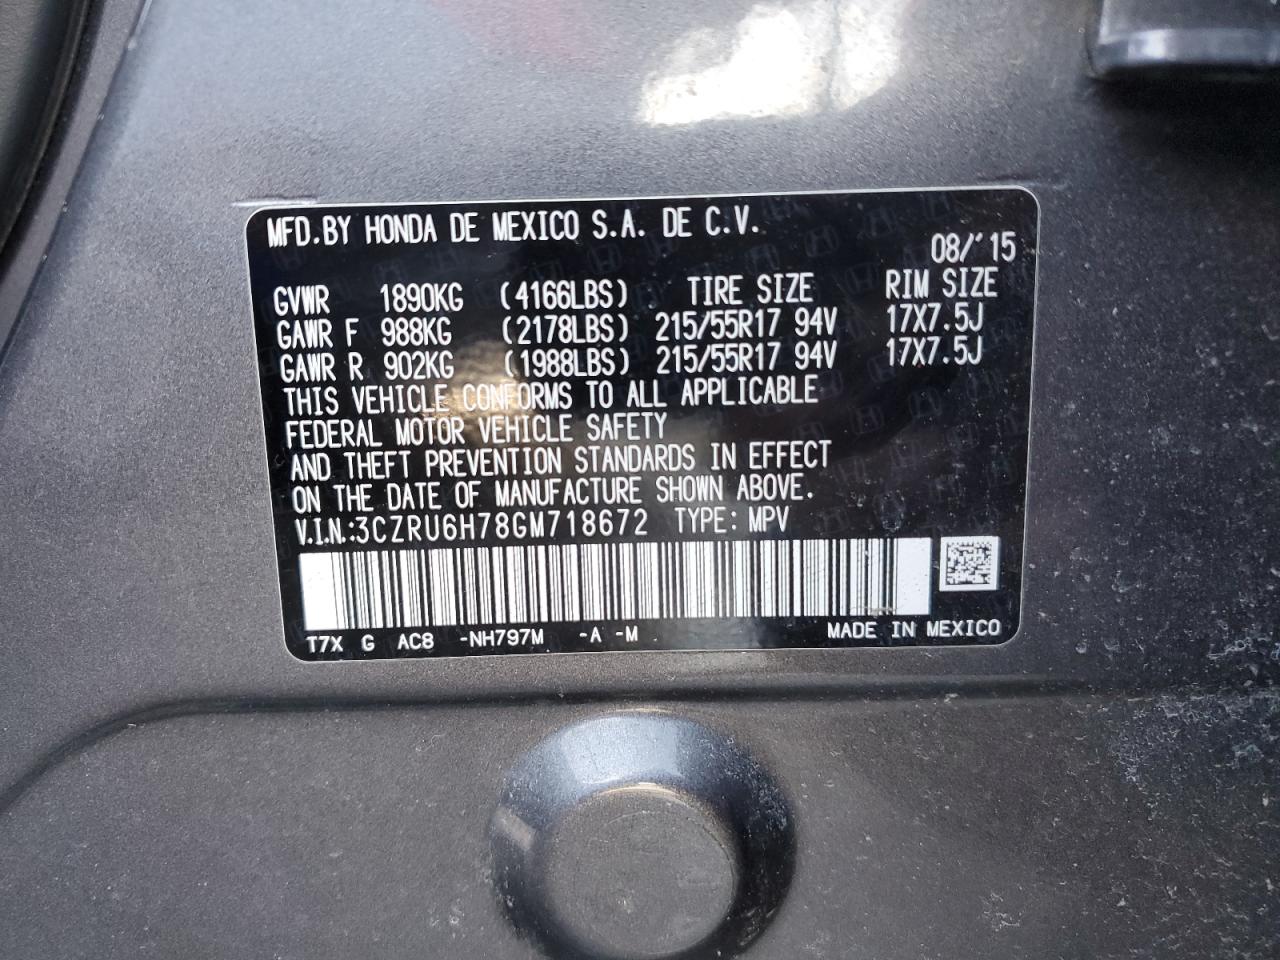 MFD.BY HONDA DE MEXICO S.A. DE C.V.
08/'15
GVWR 1890KG (4166LBS) TIRE SIZE RIM SIZE
GAWR F 988KG (2178LBS) 215/55R17 94V 17X7.5J
GAWR R 902KG (1988LBS) 215/55R17 94V 17X7.5J
THIS VEHICLE CONFORMS TO ALL APPLICABLE
FEDERAL MOTOR VEHICLE SAFETY
AND THEFT PREVENTION STANDARDS IN EFFECT
ON THE DATE OF MANUFACTURE SHOWN ABOVE.
V.I.N.:3CZRU6H78GM718672 TYPE: MPV
T7X G AC8 -NH797M -A -M MADE IN MEXICO